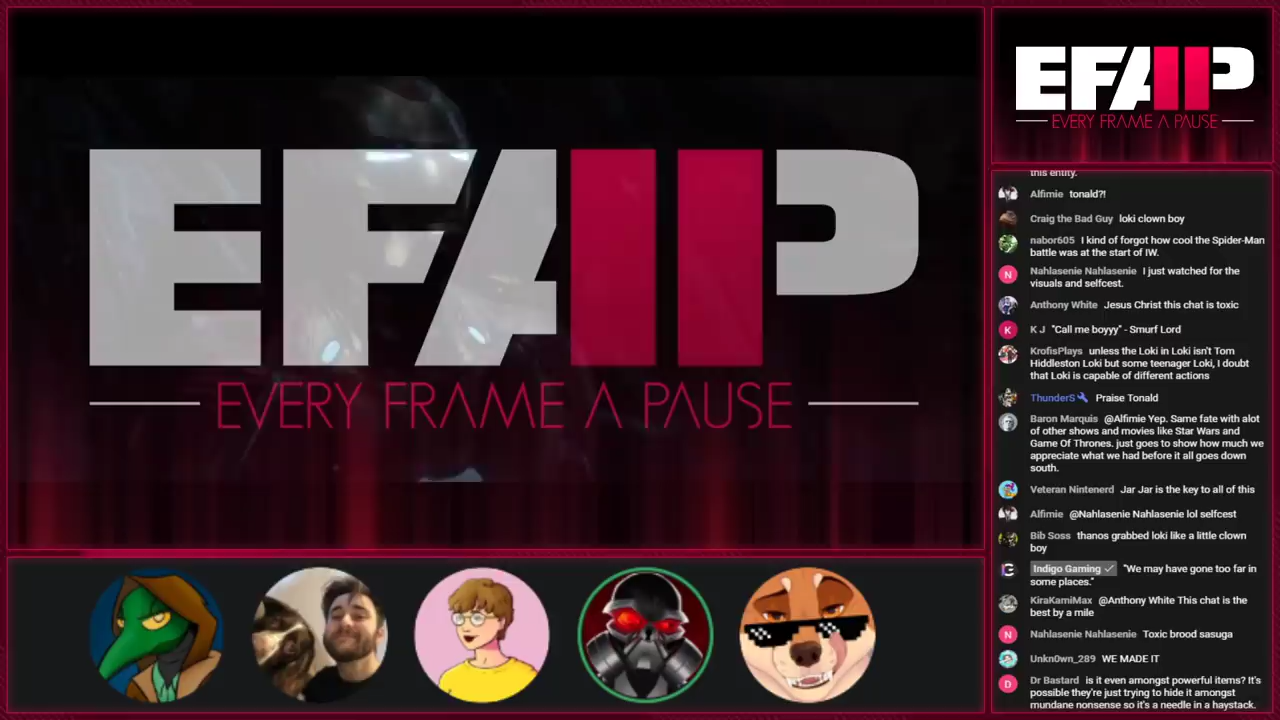 EFAP
EVERY FRAME A PAUSE
EFAP
EVERY FRAME A PAUSE
this entity.
Alfimie tonald?!
Craig the Bad Guy loki clown boy
nabor605 I kind of forgot how cool the Spider-Man
battle was at the start of IW.
N
Nahlasenie Nahlasenie I just watched for the
visuals and selfcest.
Anthony White Jesus Christ this chat is toxic
K
K J "Call me boyyy" - Smurf Lord
KrofisPlays unless the Loki in Loki isn't Tom
Hiddleston Loki but some teenager Loki, I doubt
that Loki is capable of different actions
ThunderS Praise Tonald
Baron Marquis @Alfimie Yep. Same fate with alot
of other shows and movies like Star Wars and
Game Of Thrones. just goes to show how much we
appreciate what we had before it all goes down
south.
Veteran Nintenerd Jar Jar is the key to all of this
Alfimie @Nahlasenie Nahlasenie lol selfcest
Bib Soss thanos grabbed loki like a little clown
boy
Indigo Gaming ✓ "We may have gone too far in
some places."
KiraKamiMax @Anthony White This chat is the
best by a mile
N
Nahlasenie Nahlasenie Toxic brood sasuga
Unkn0wn_289 WE MADE IT
D
Dr Bastard is it even amongst powerful items? It's
possible they're just trying to hide it amongst
mundane nonsense so it's a needle in a haystack.